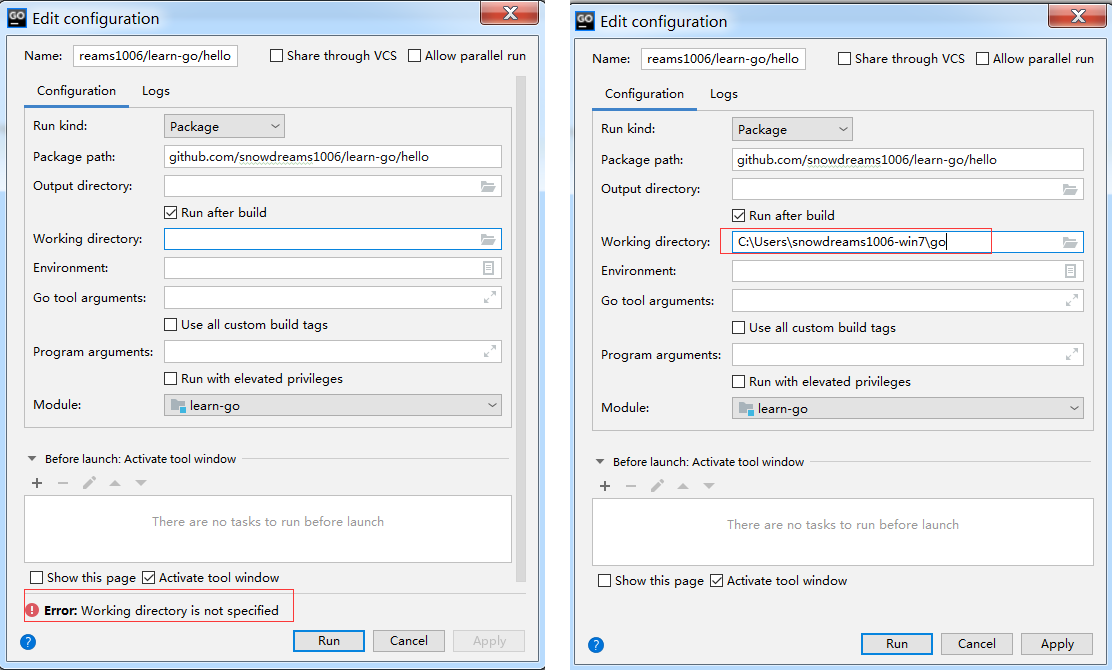 GO Edit configuration
Name: reams1006/learn-go/hello Share through VCS Allow parallel run
Configuration Logs
Run kind: Package
Package path: github.com/snowdreams1006/learn-go/hello
Output directory:
Run after build
Working directory:
Environment:
Go tool arguments:
Use all custom build tags
Program arguments:
Run with elevated privileges
Module: learn-go
Before launch: Activate tool window
There are no tasks to run before launch
Show this page Activate tool window
Error: Working directory is not specified
? Run Cancel Apply
GO Edit configuration
Name: reams1006/learn-go/hello Share through VCS Allow parallel run
Configuration Logs
Run kind: Package
Package path: github.com/snowdreams1006/learn-go/hello
Output directory:
Run after build
Working directory: C:\Users\snowdreams1006-win7\go
Environment:
Go tool arguments:
Use all custom build tags
Program arguments:
Run with elevated privileges
Module: learn-go
Before launch: Activate tool window
There are no tasks to run before launch
Show this page Activate tool window
? Run Cancel Apply